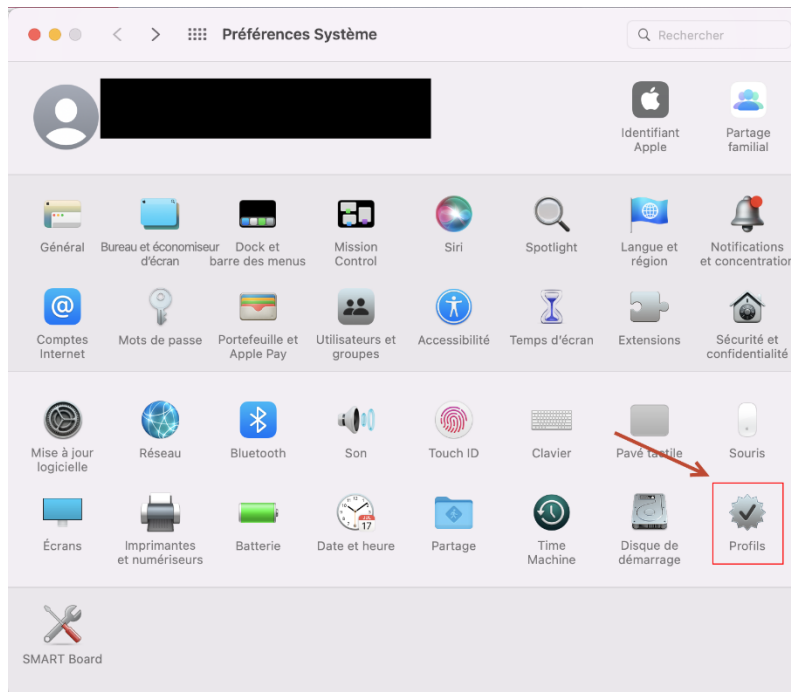 Préférences Système
Rechercher
Identifiant
Apple
Partage
familial
Général
Bureau et économiseur
d'écran
Dock et
barre des menus
Mission
Control
Siri
Spotlight
Langue et
région
Notifications
et concentration
Comptes
Internet
Mots de passe
Portefeuille et
Apple Pay
Utilisateurs et
groupes
Accessibilité
Temps d'écran
Extensions
Sécurité et
confidentialité
Mise à jour
logicielle
Réseau
Bluetooth
Son
Touch ID
Clavier
Pavé tactile
Souris
Écrans
Imprimantes
et numériseurs
Batterie
JUL
17
Date et heure
Partage
Time
Machine
Disque de
démarrage
Profils
SMART Board